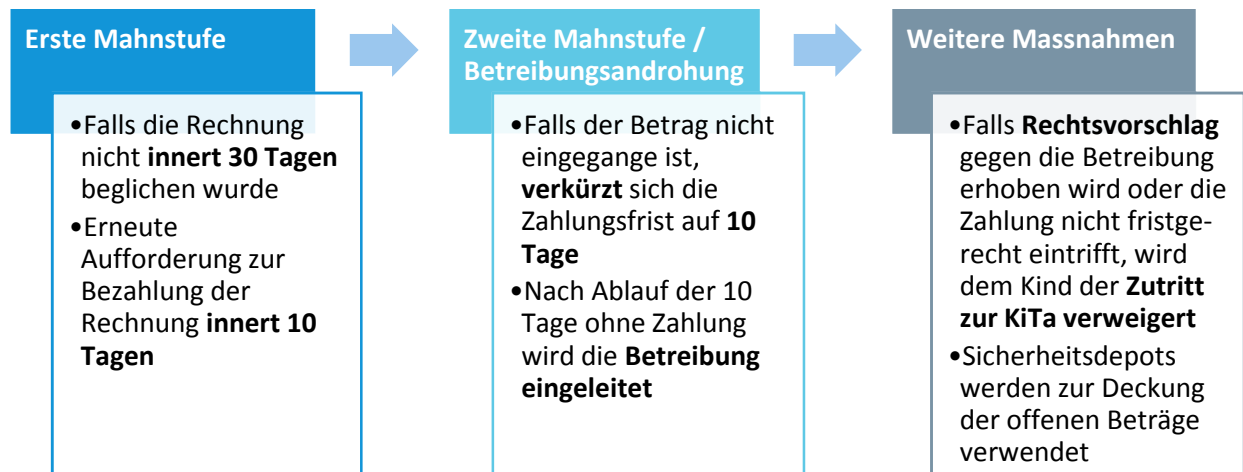 Erste Mahnstufe
•Falls die Rechnung
nicht innert 30 Tagen
beglichen wurde
•Erneute
Aufforderung zur
Bezahlung der
Rechnung innert 10
Tagen
Zweite Mahnstufe /
Betreibungsandrohung
•Falls der Betrag nicht
eingegange ist,
verkürzt sich die
Zahlungsfrist auf 10
Tage
•Nach Ablauf der 10
Tage ohne Zahlung
wird die Betreibung
eingeleitet
Weitere Massnahmen
•Falls Rechtsvorschlag
gegen die Betreibung
erhoben wird oder die
Zahlung nicht fristge-
recht eintrifft, wird
dem Kind der Zutritt
zur KiTa verweigert
•Sicherheitsdepots
werden zur Deckung
der offenen Beträge
verwendet